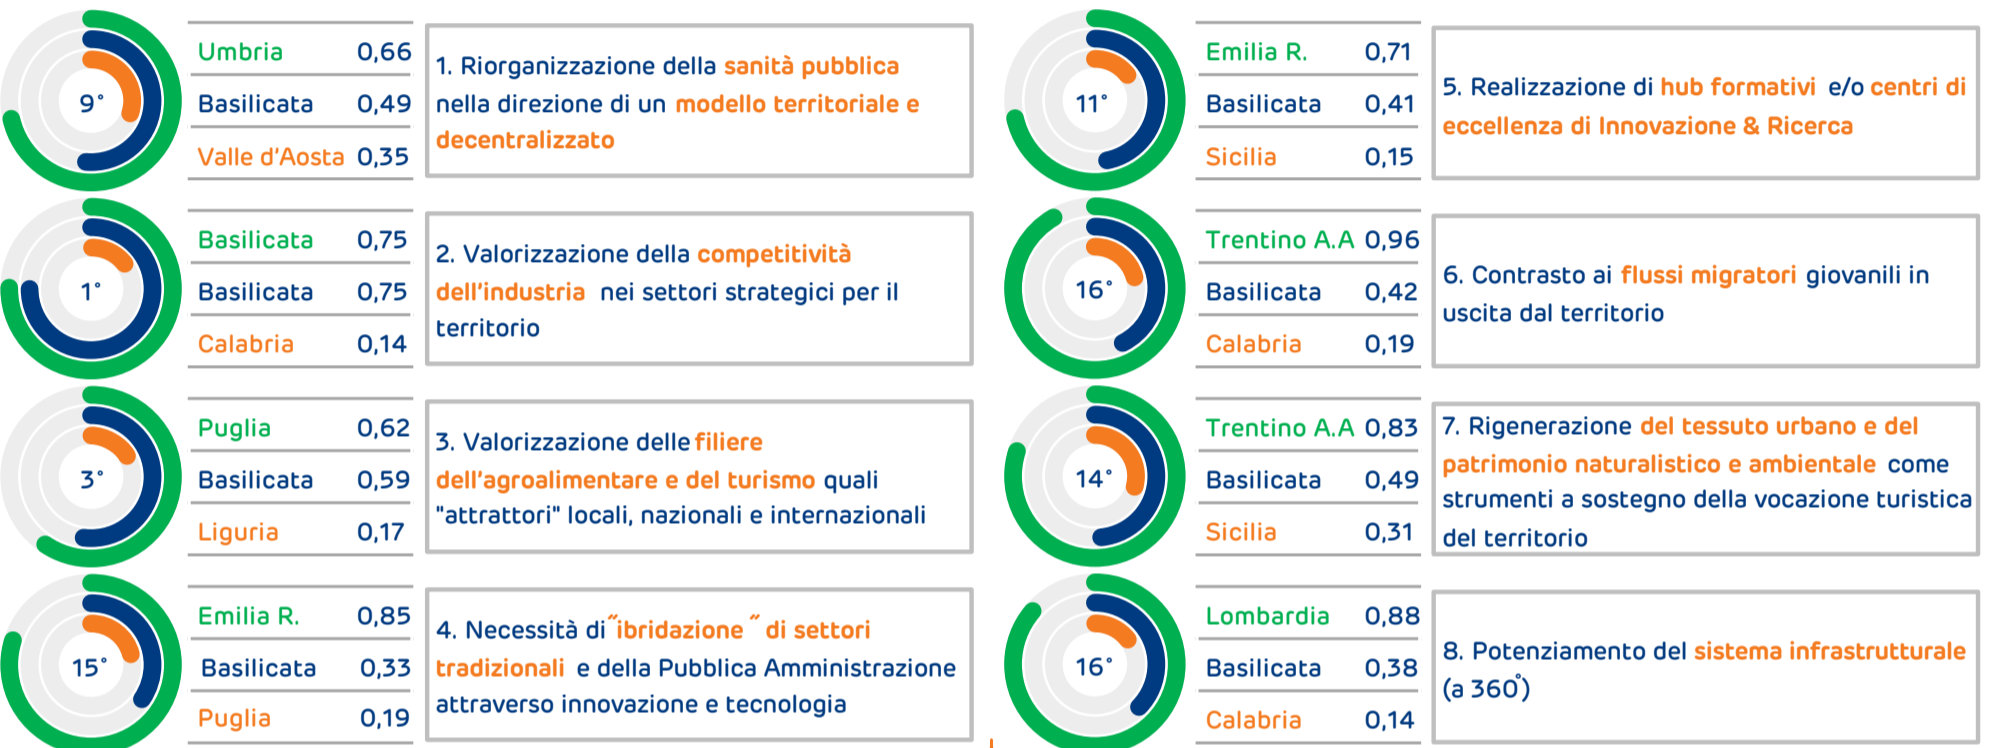 9°
Umbria 0,66
Basilicata 0,49
Valle d'Aosta 0,35
1. Riorganizzazione della sanità pubblica
nella direzione di un modello territoriale e
decentralizzato
1°
Basilicata 0,75
Basilicata 0,75
Calabria 0,14
2. Valorizzazione della competitività
dell'industria nei settori strategici per il
territorio
3°
Puglia 0,62
Basilicata 0,59
Liguria 0,17
3. Valorizzazione delle filiere
dell'agroalimentare e del turismo quali
"attrattori" locali, nazionali e internazionali
15°
Emilia R. 0,85
Basilicata 0,33
Puglia 0,19
4. Necessità di "ibridazione " di settori
tradizionali e della Pubblica Amministrazione
attraverso innovazione e tecnologia
11°
Emilia R. 0,71
Basilicata 0,41
Sicilia 0,15
5. Realizzazione di hub formativi e/o centri di
eccellenza di Innovazione & Ricerca
16°
Trentino A.A 0,96
Basilicata 0,42
Calabria 0,19
6. Contrasto ai flussi migratori giovanili in
uscita dal territorio
14°
Trentino A.A 0,83
Basilicata 0,49
Sicilia 0,31
7. Rigenerazione del tessuto urbano e del
patrimonio naturalistico e ambientale come
strumenti a sostegno della vocazione turistica
del territorio
16°
Lombardia 0,88
Basilicata 0,38
Calabria 0,14
8. Potenziamento del sistema infrastrutturale
(a 360°)